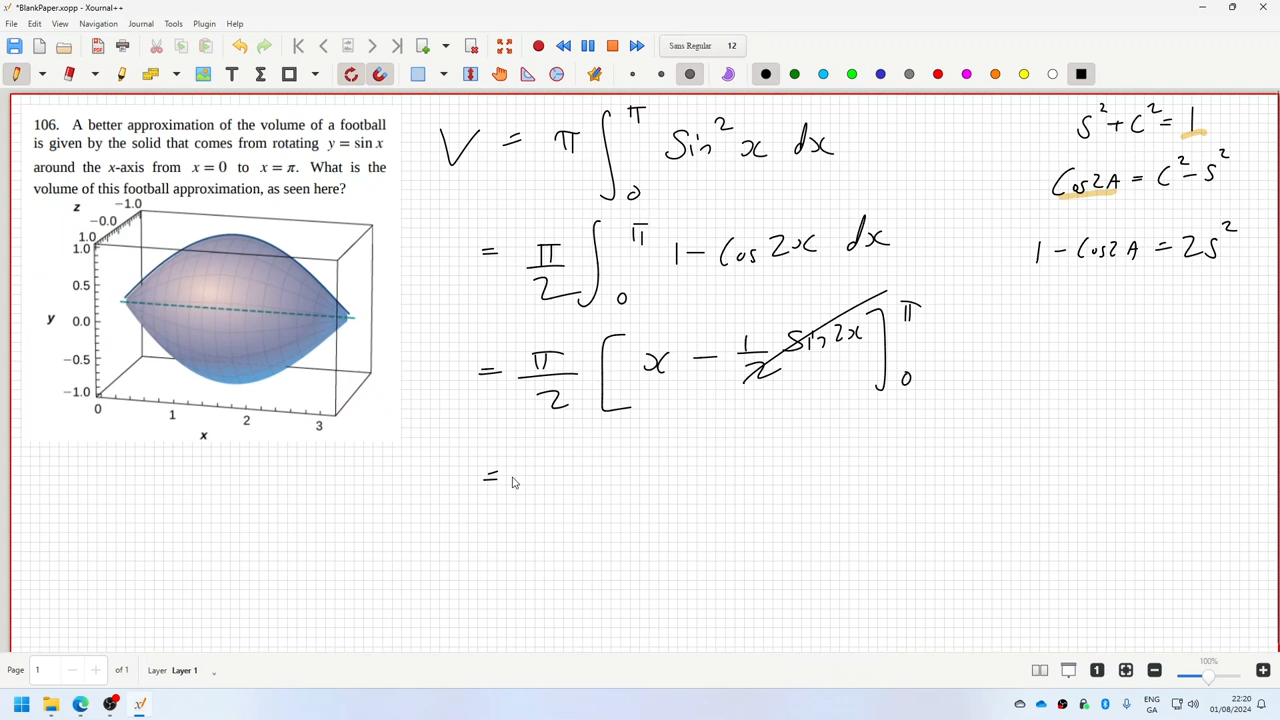 *BlankPaper.xopp - Xournal++
File Edit View Navigation Journal Tools Plugin Help
Sans Regular 12
106. A better approximation of the volume of a football
is given by the solid that comes from rotating y = sin x
around the x-axis from x = 0 to x = π. What is the
volume of this football approximation, as seen here?
z
−1.0
−0.0
1.0
1.0
0.5
y 0.0
−0.5
−1.0
0 1 2 3
x
V = π ∫₀^π Sin² x dx
= π/2 ∫₀^π 1 − Cos 2x dx
= π/2 [ x − 1/2 Sin 2x ]₀^π
=
S² + C² = 1
Cos2A = C² − S²
1 − Cos2A = 2S²
Page 1 of 1 Layer Layer 1
1
100%
ENG
GA
22:20
01/08/2024